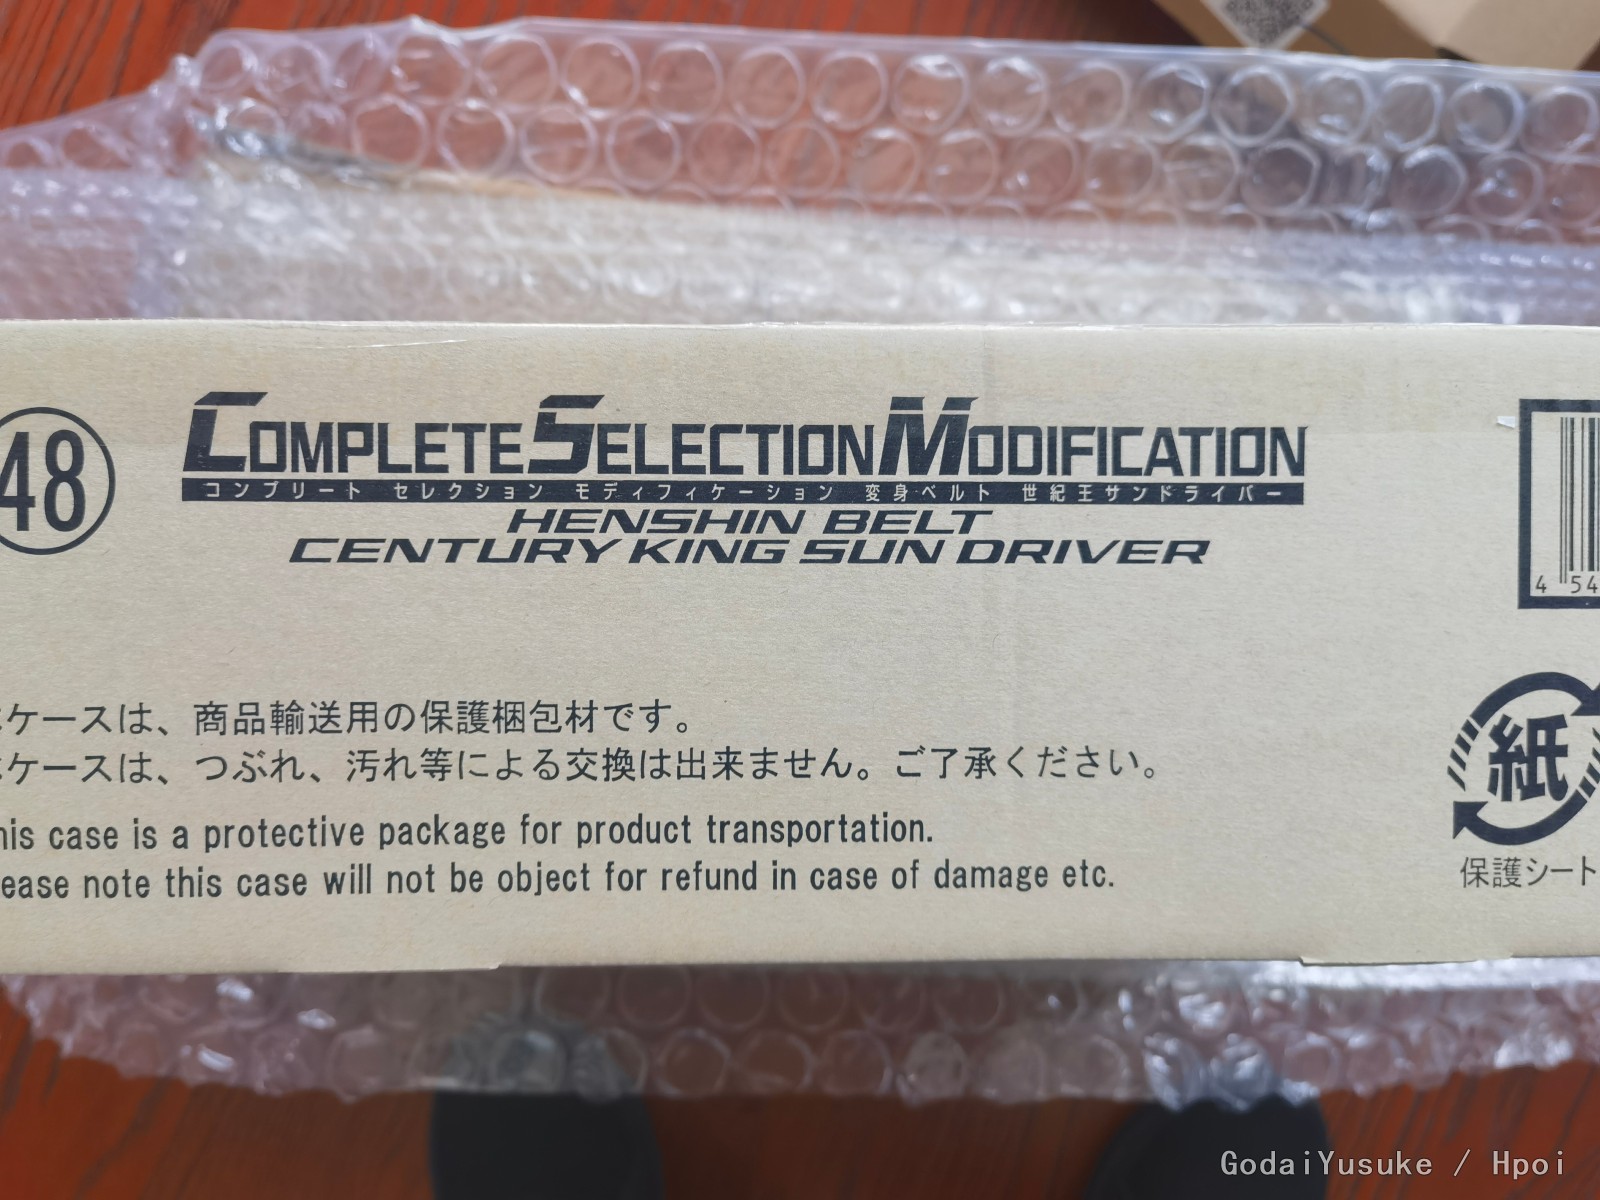 48
COMPLETE SELECTION MODIFICATION
コンプリート セレクション モディフィケーション 変身ベルト 世紀王サンドライバー
HENSHIN BELT
CENTURY KING SUN DRIVER
4 54
ケースは、商品輸送用の保護梱包材です。
ケースは、つぶれ、汚れ等による交換は出来ません。ご了承ください。
his case is a protective package for product transportation.
ease note this case will not be object for refund in case of damage etc.
紙
保護シート
GodaiYusuke / Hpoi